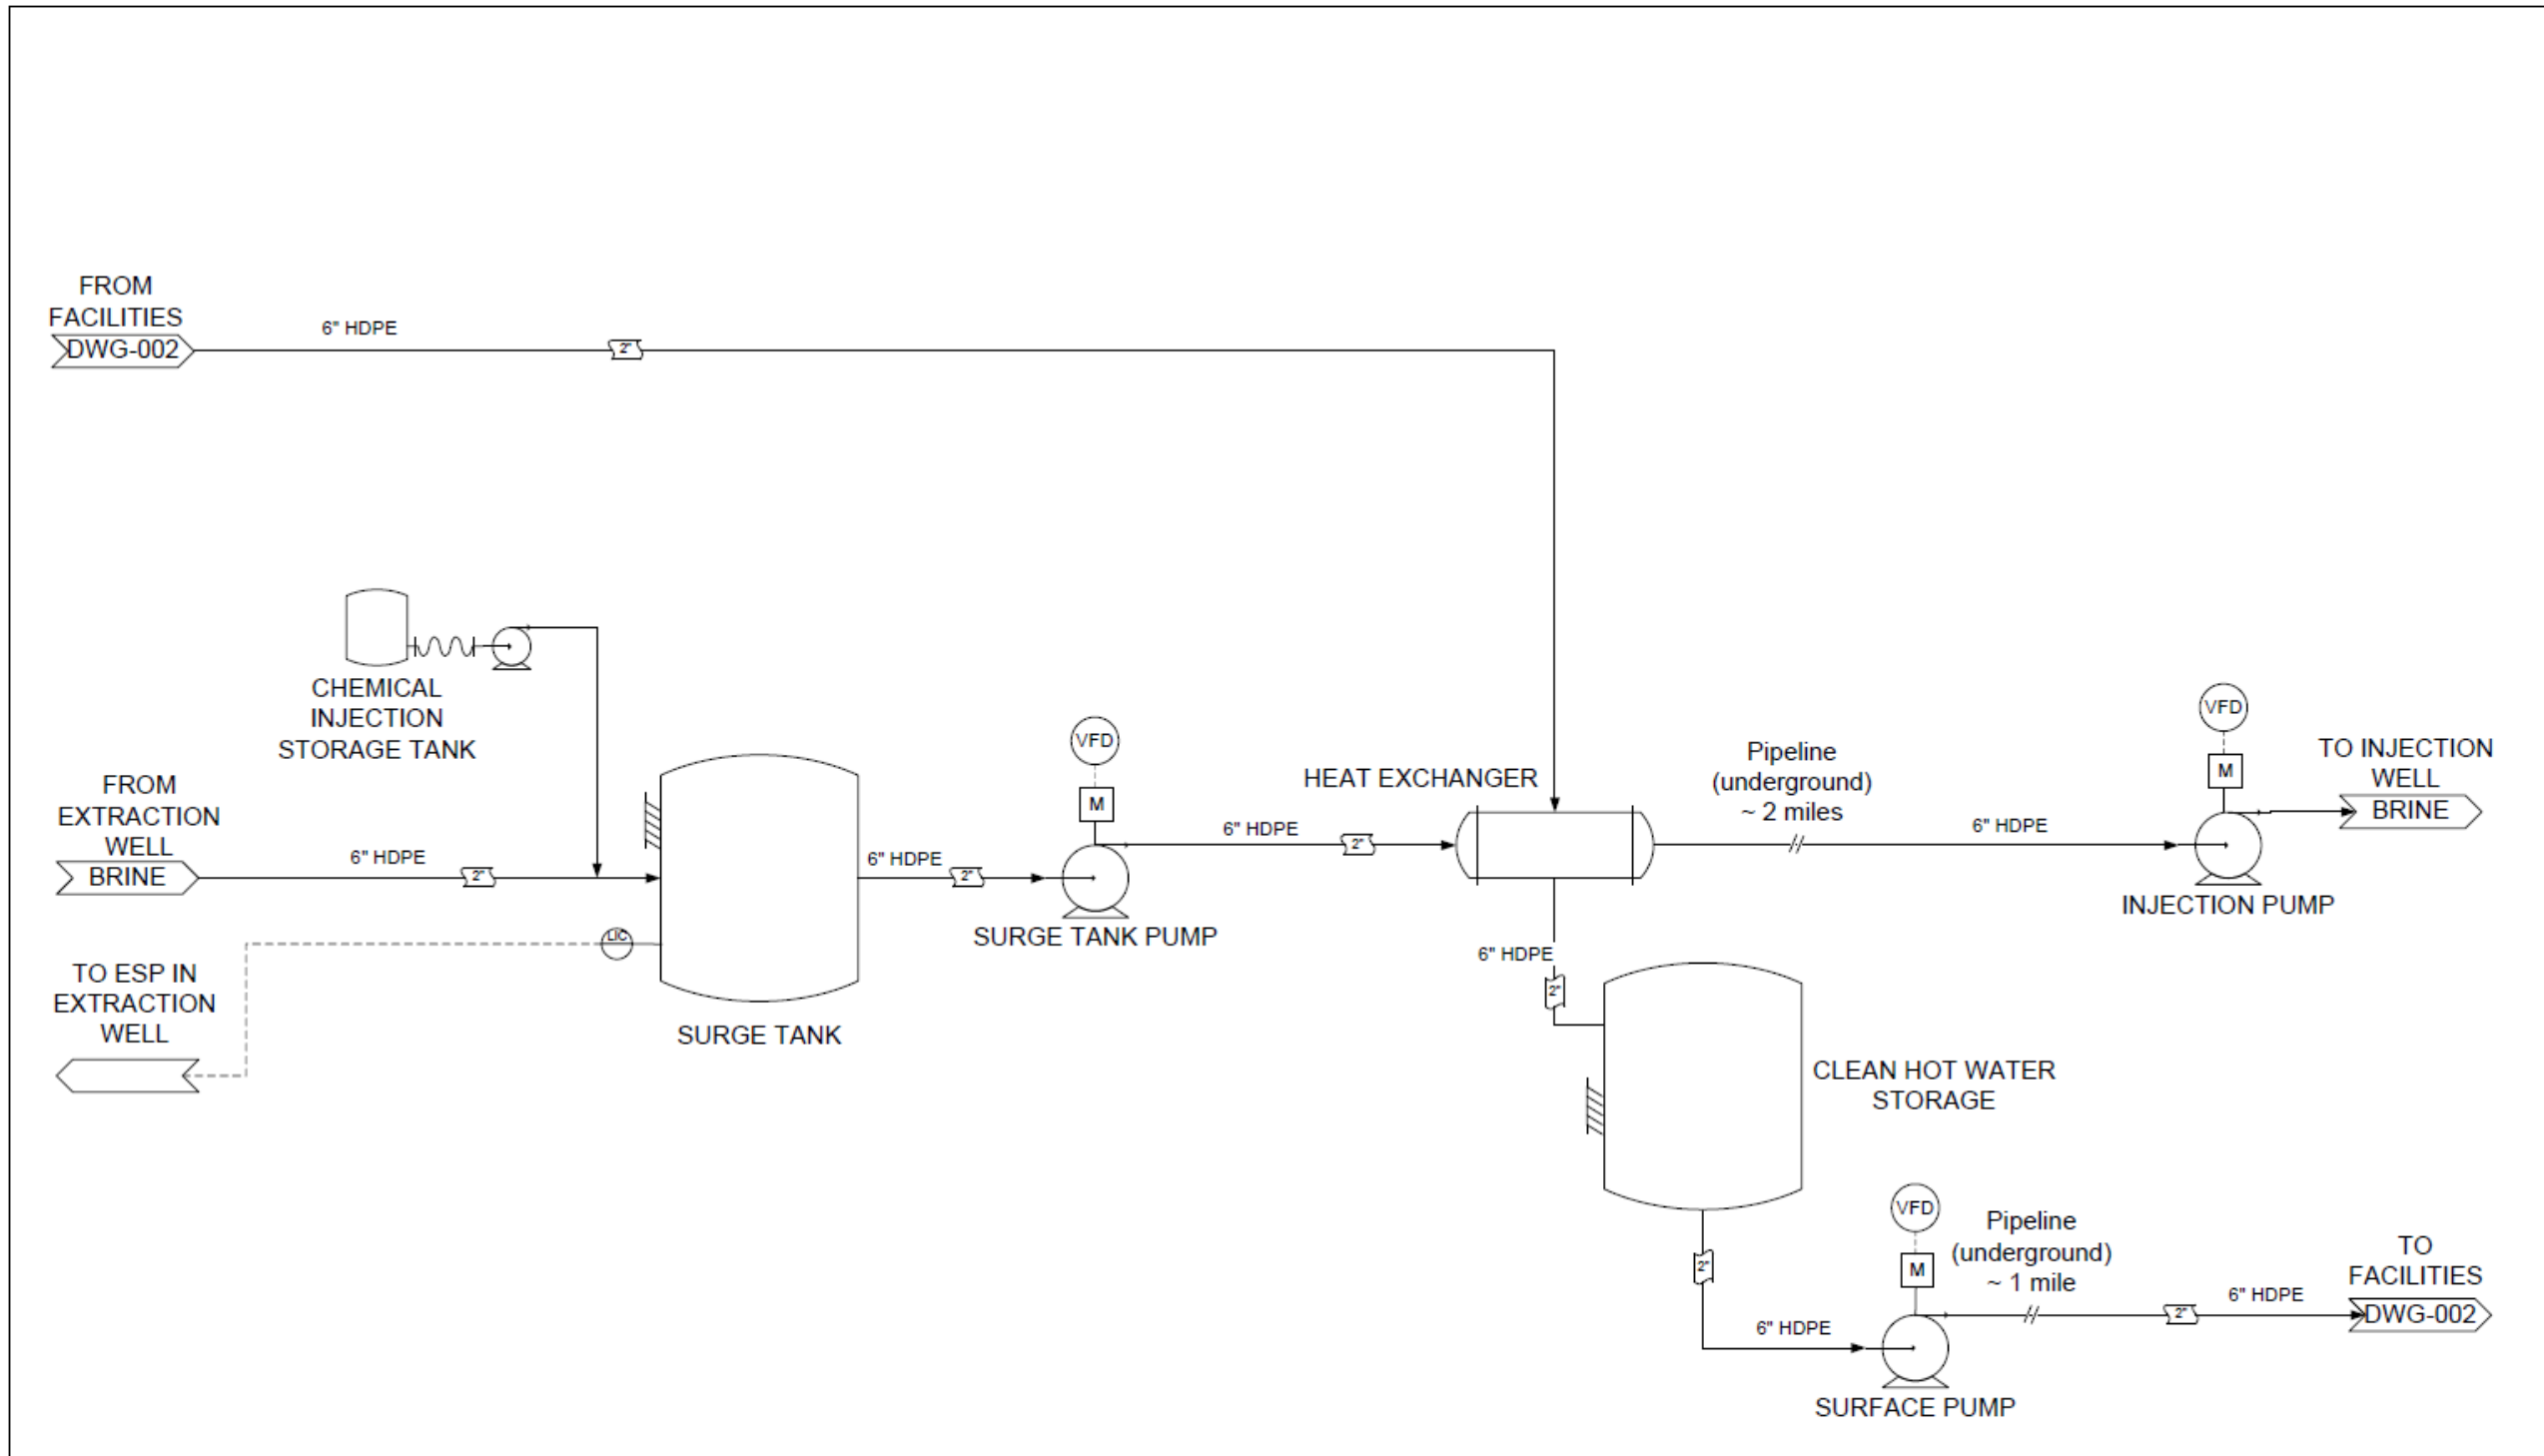 FROM
FACILITIES
DWG-002
6" HDPE
2"
CHEMICAL
INJECTION
STORAGE TANK
FROM
EXTRACTION
WELL
BRINE
6" HDPE
2"
LIC
TO ESP IN
EXTRACTION
WELL
SURGE TANK
6" HDPE
2"
VFD
M
SURGE TANK PUMP
6" HDPE
2"
HEAT EXCHANGER
Pipeline
(underground)
~ 2 miles
6" HDPE
VFD
M
INJECTION PUMP
TO INJECTION
WELL
BRINE
6" HDPE
2"
CLEAN HOT WATER
STORAGE
2"
6" HDPE
VFD
M
SURFACE PUMP
Pipeline
(underground)
~ 1 mile
2"
6" HDPE
TO
FACILITIES
DWG-002